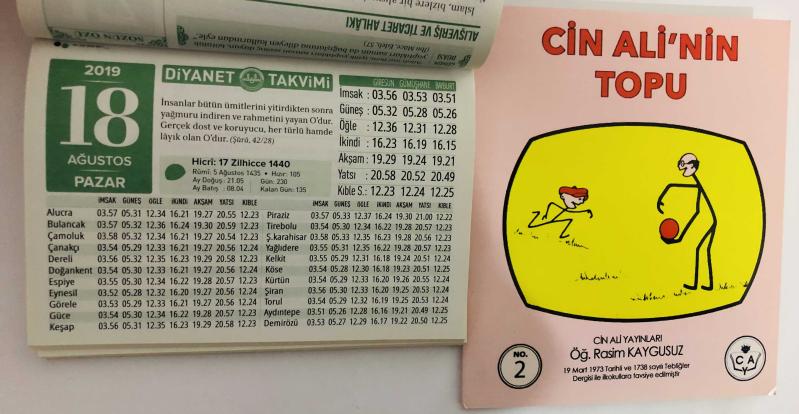 İslam, bizlere bir al
ALIŞVERİŞ VE TİCARET AHLÂKI
(İbn Mâce, Edeb, 57)
SÖZÜN ÖZÜ
2019
18
AĞUSTOS
PAZAR
DİYANET TAKVİMİ
İnsanlar bütün ümitlerini yitirdikten sonra
yağmuru indiren ve rahmetini yayan O'dur.
Gerçek dost ve koruyucu, her türlü hamde
lâyık olan O'dur. (Şûrâ, 42/28)
Hicrî: 17 Zilhicce 1440
Rûmî: 5 Ağustos 1435 • Hızır: 105
Ay Doğuş : 21.05 Gün: 230
Ay Batış : 08.04 Kalan Gün: 135
GİRESUN GÜMÜŞHANE BAYBURT
İmsak : 03.56 03.53 03.51
Güneş : 05.32 05.28 05.26
Öğle : 12.36 12.31 12.28
İkindi : 16.23 16.19 16.15
Akşam : 19.29 19.24 19.21
Yatsı : 20.58 20.52 20.49
Kıble S. : 12.23 12.24 12.25
İMSAK GÜNEŞ ÖĞLE İKİNDİ AKŞAM YATSI KIBLE
Alucra 03.57 05.31 12.34 16.21 19.27 20.55 12.23
Bulancak 03.57 05.32 12.36 16.24 19.30 20.59 12.23
Çamoluk 03.58 05.32 12.34 16.21 19.27 20.54 12.23
Çanakçı 03.54 05.29 12.33 16.21 19.27 20.56 12.24
Dereli 03.56 05.32 12.35 16.23 19.29 20.58 12.23
Doğankent 03.54 05.30 12.33 16.21 19.27 20.56 12.24
Espiye 03.55 05.30 12.34 16.22 19.28 20.57 12.23
Eynesil 03.52 05.28 12.32 16.20 19.27 20.56 12.24
Görele 03.53 05.29 12.33 16.21 19.27 20.56 12.24
Güce 03.54 05.30 12.34 16.22 19.28 20.56 12.23
Keşap 03.56 05.31 12.35 16.23 19.29 20.58 12.23
İMSAK GÜNEŞ ÖĞLE İKİNDİ AKŞAM YATSI KIBLE
Piraziz 03.57 05.33 12.37 16.24 19.30 21.00 12.22
Tirebolu 03.54 05.30 12.34 16.22 19.28 20.57 12.23
Ş.karahisar 03.58 05.33 12.35 16.23 19.28 20.56 12.23
Yağlıdere 03.55 05.31 12.35 16.22 19.28 20.57 12.23
Kelkit 03.55 05.29 12.31 16.18 19.24 20.51 12.24
Köse 03.54 05.28 12.30 16.18 19.23 20.51 12.25
Kürtün 03.54 05.29 12.33 16.20 19.26 20.55 12.24
Şiran 03.56 05.30 12.33 16.20 19.25 20.53 12.24
Torul 03.54 05.29 12.32 16.19 19.25 20.53 12.24
Aydıntepe 03.51 05.26 12.28 16.16 19.21 20.49 12.25
Demirözü 03.53 05.27 12.29 16.17 19.22 20.50 12.25
CİN ALİ'NİN
TOPU
CİN ALİ YAYINLARI
Öğ. Rasim KAYGUSUZ
19 Mart 1973 Tarihli ve 1738 sayılı Tebliğler
Dergisi ile ilkokullara tavsiye edilmiştir
NO.
2
C A
Y